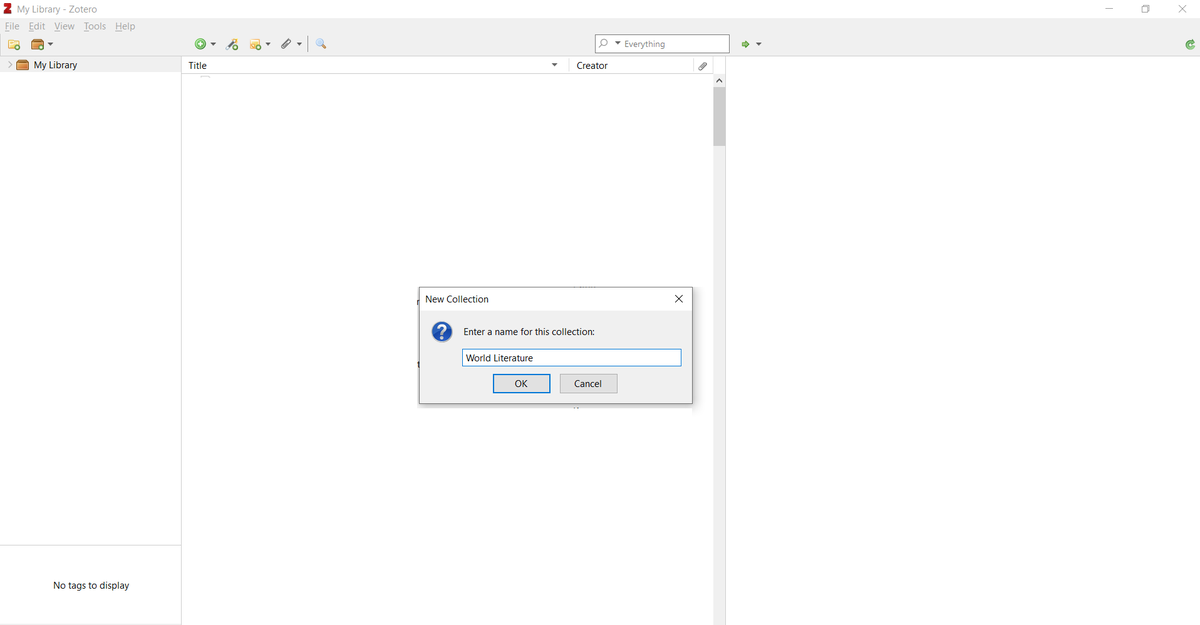 My Library - Zotero
File Edit View Tools Help
Everything
My Library
Title Creator
New Collection
Enter a name for this collection:
World Literature
OK Cancel
No tags to display